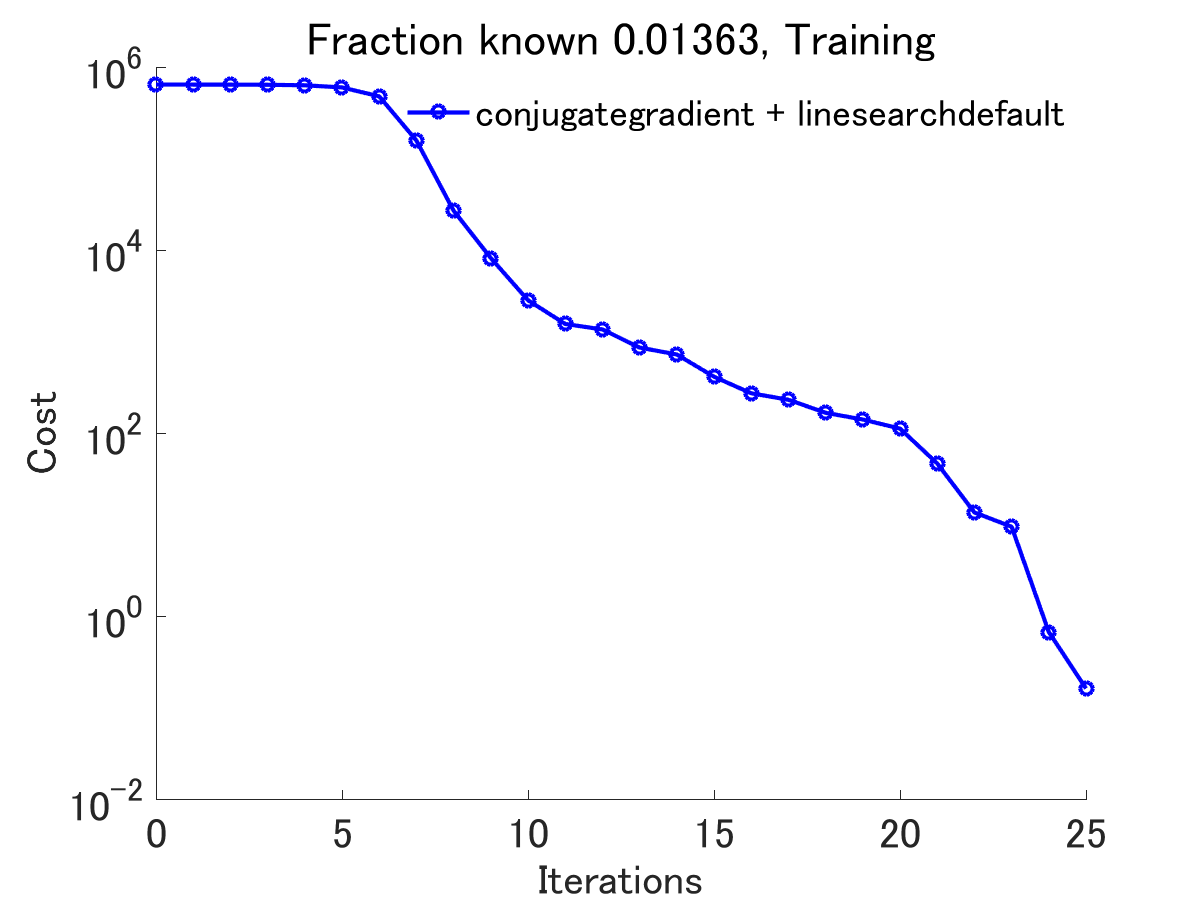 Fraction known 0.01363, Training
conjugategradient + linesearchdefault
Cost
10^6
10^4
10^2
10^0
10^-2
0 5 10 15 20 25
Iterations